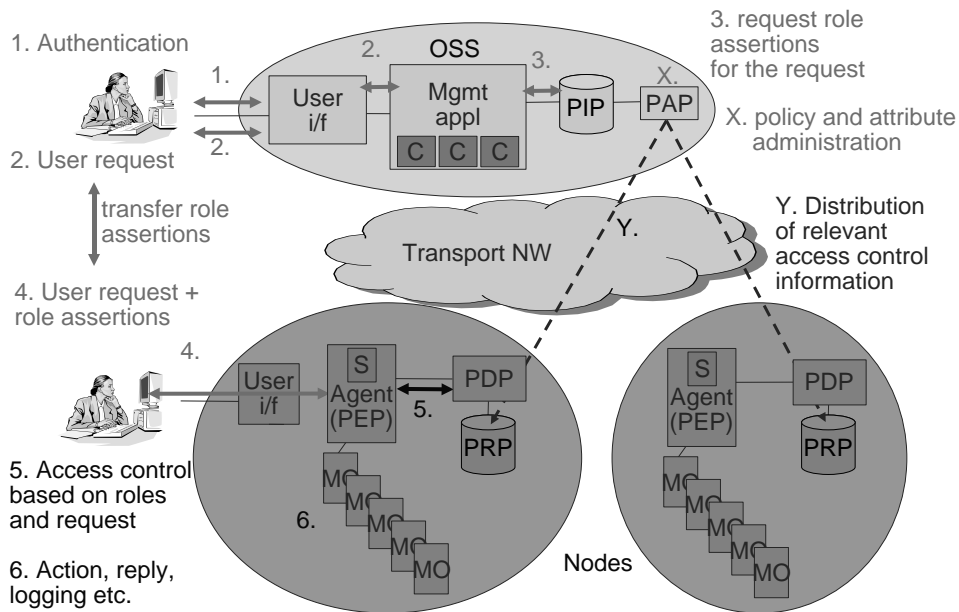 1. Authentication
2. User request
transfer role
assertions
4. User request +
role assertions
5. Access control
based on roles
and request
6. Action, reply,
logging etc.
OSS
1.
2.
User
i/f
2.
Mgmt
appl
C C C
3.
PIP
X.
PAP
3. request role
assertions
for the request
X. policy and attribute
administration
Transport NW
Y.
Y. Distribution
of relevant
access control
information
4.
User
i/f
S
Agent
(PEP)
5.
PDP
PRP
6.
MO
MO
MO
MO
MO
Nodes
S
Agent
(PEP)
PDP
PRP
MO
MO
MO
MO
MO